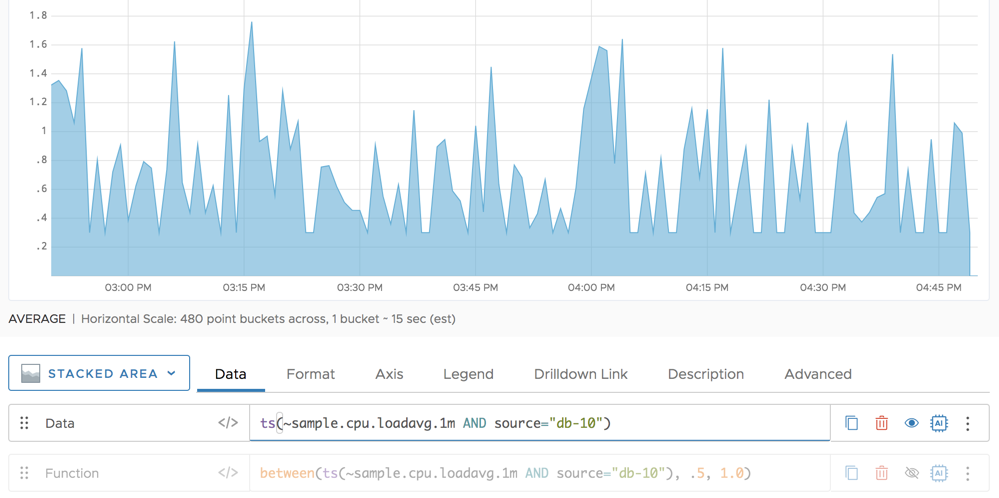 1.8
1.6
1.4
1.2
1
.8
.6
.4
.2
03:00 PM 03:15 PM 03:30 PM 03:45 PM 04:00 PM 04:15 PM 04:30 PM 04:45 PM
AVERAGE | Horizontal Scale: 480 point buckets across, 1 bucket ~ 15 sec (est)
STACKED AREA Data Format Axis Legend Drilldown Link Description Advanced
Data </> ts(~sample.cpu.loadavg.1m AND source="db-10") AI
Function </> between(ts(~sample.cpu.loadavg.1m AND source="db-10"), .5, 1.0) AI